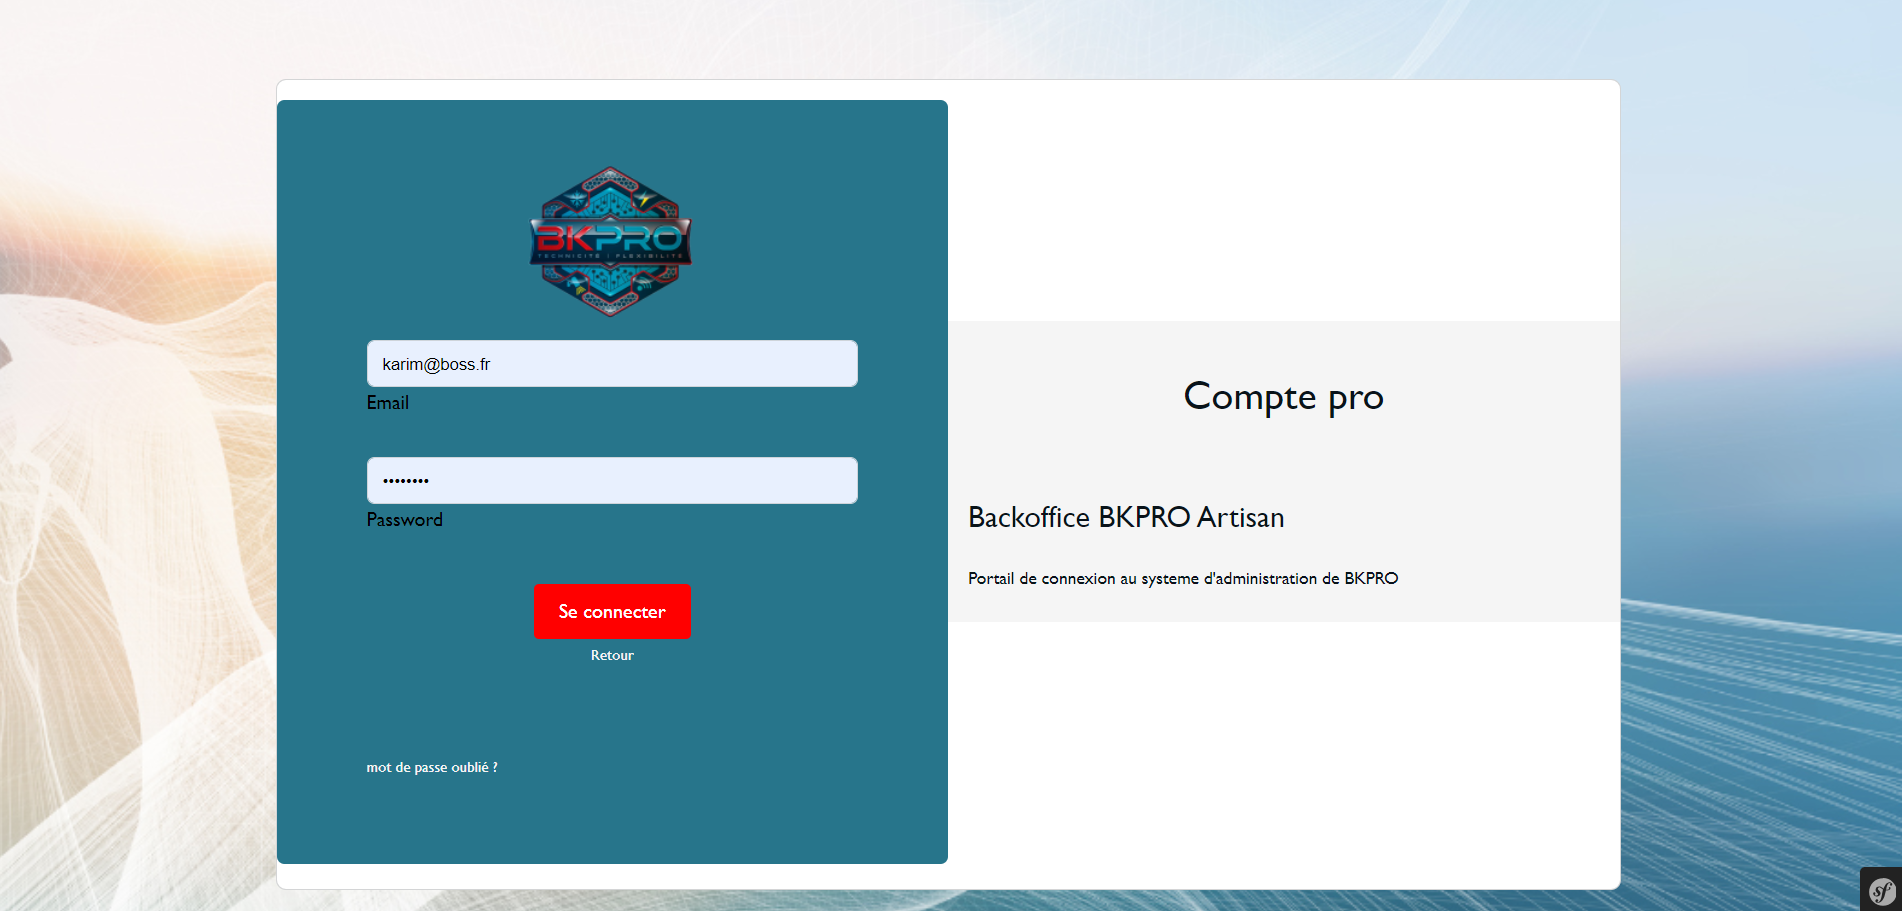 BKPRO
TECHNICITÉ | FLEXIBILITÉ
karim@boss.fr
Email
••••••••
Password
Se connecter
Retour
mot de passe oublié ?
Compte pro
Backoffice BKPRO Artisan
Portail de connexion au systeme d'administration de BKPRO
sf